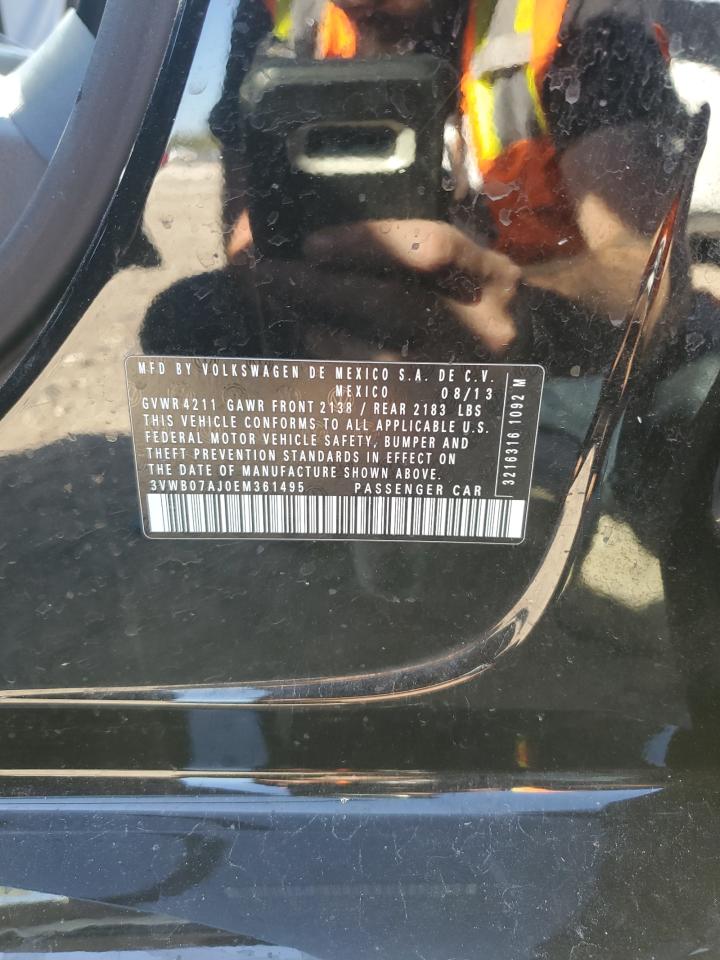 MFD BY VOLKSWAGEN DE MEXICO S.A. DE C.V.
MEXICO 08/13
GVWR 4211 GAWR FRONT 2138 / REAR 2183 LBS
THIS VEHICLE CONFORMS TO ALL APPLICABLE U.S.
FEDERAL MOTOR VEHICLE SAFETY, BUMPER AND
THEFT PREVENTION STANDARDS IN EFFECT ON
THE DATE OF MANUFACTURE SHOWN ABOVE.
3VWB07AJ0EM361495 PASSENGER CAR
3216316 1092 M